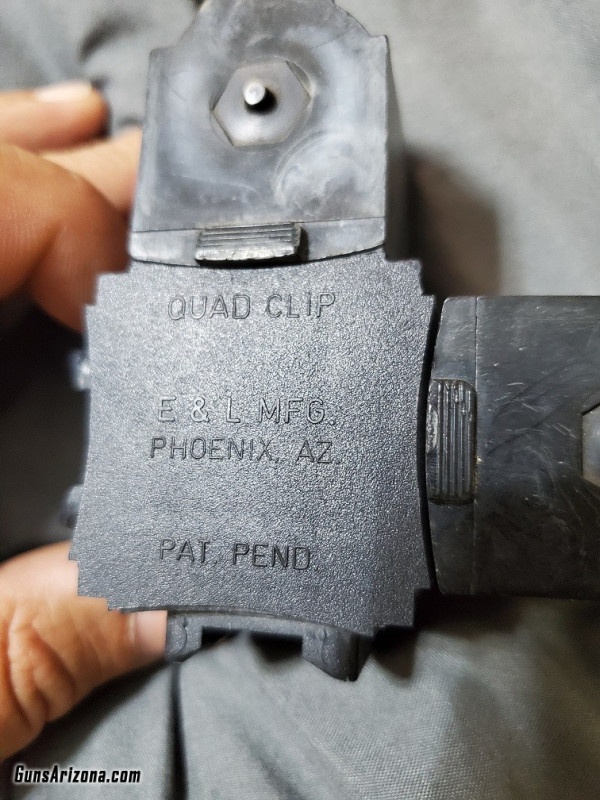 QUAD CLIP
E & L MFG.
PHOENIX, AZ.
PAT. PEND.
GunsArizona.com